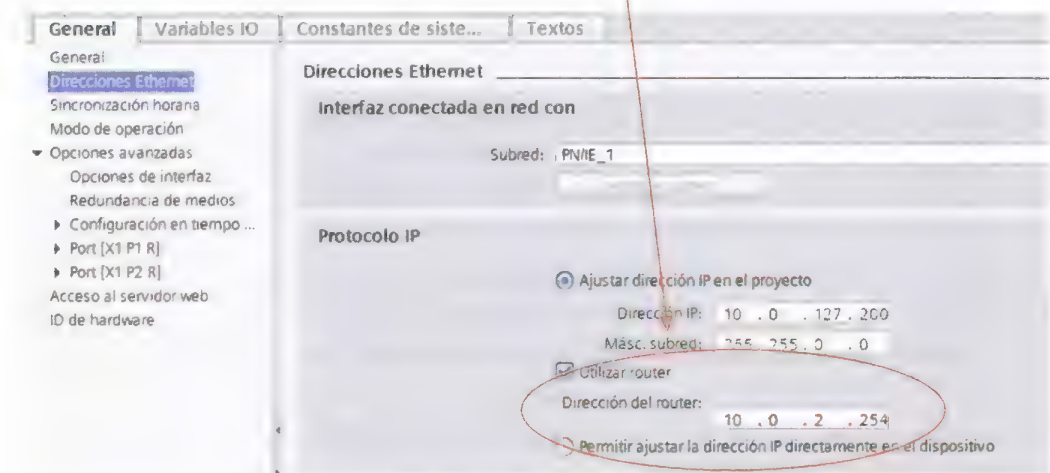 General Variables IO Constantes de siste... Textos
General
Direcciones Ethernet
Sincronización horaria
Modo de operación
Opciones avanzadas
Opciones de interfaz
Redundancia de medios
Configuración en tiempo ...
Port [X1 P1 R]
Port [X1 P2 R]
Acceso al servidor web
ID de hardware
Direcciones Ethernet
Interfaz conectada en red con
Subred: PN/IE_1
Protocolo IP
Ajustar dirección IP en el proyecto
Dirección IP: 10 . 0 . 127 . 200
Másc. subred: 255 . 255 . 0 . 0
Utilizar router
Dirección del router:
10 . 0 . 2 . 254
Permitir ajustar la dirección IP directamente en el dispositivo